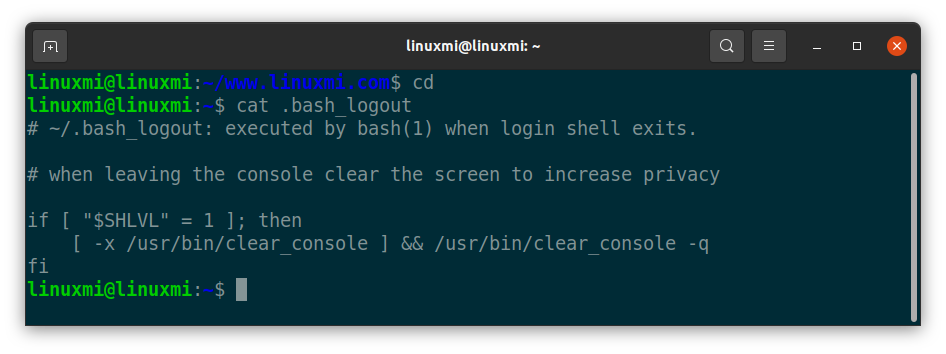 linuxmi@linuxmi: ~
linuxmi@linuxmi:~/www.linuxmi.com$ cd
linuxmi@linuxmi:~$ cat .bash_logout
# ~/.bash_logout: executed by bash(1) when login shell exits.
# when leaving the console clear the screen to increase privacy
if [ "$SHLVL" = 1 ]; then
    [ -x /usr/bin/clear_console ] && /usr/bin/clear_console -q
fi
linuxmi@linuxmi:~$